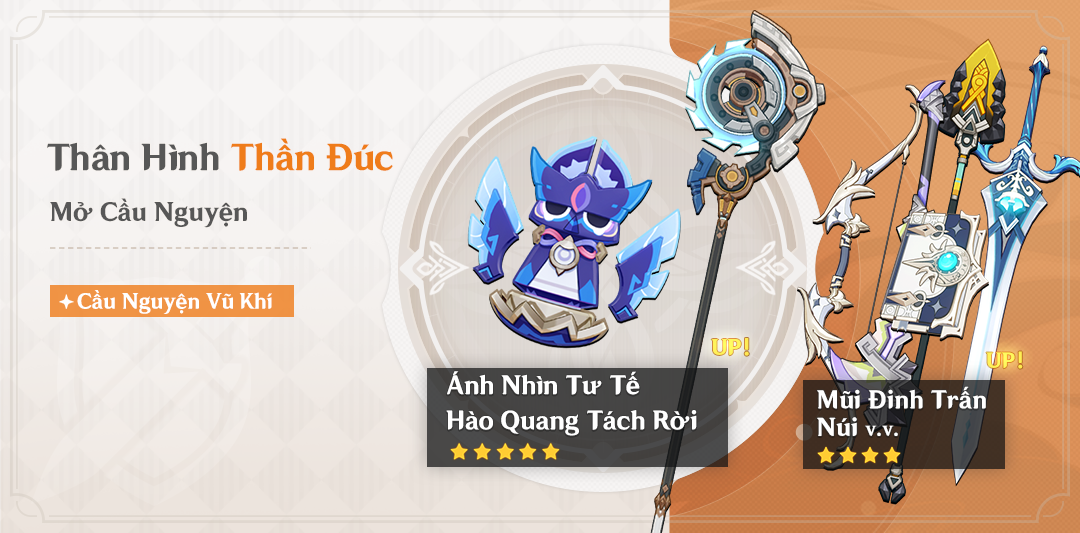 Thân Hình Thần Đúc
Mở Cầu Nguyện
Cầu Nguyện Vũ Khí
UP!
Ánh Nhìn Tư Tế
Hào Quang Tách Rời
UP!
Mũi Đinh Trấn
Núi v.v.